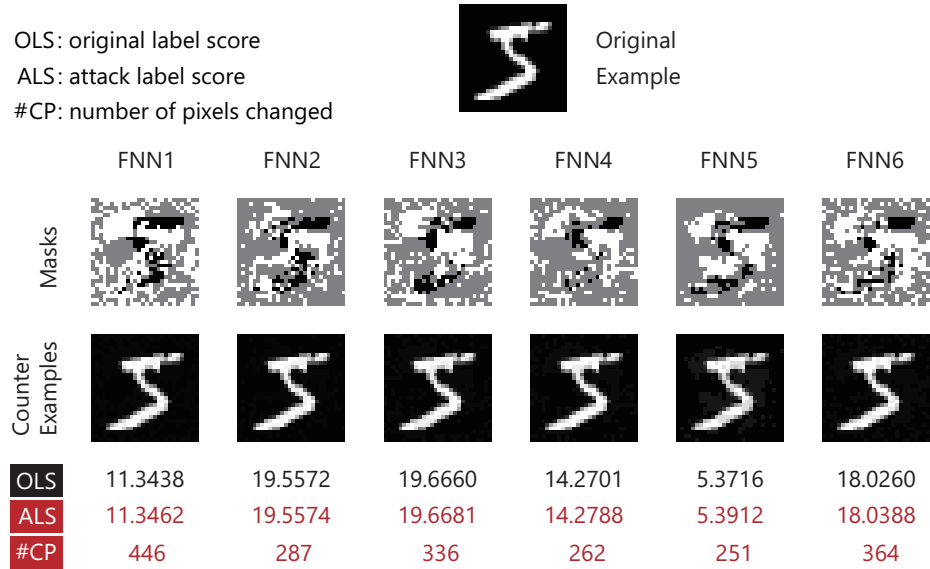 OLS: original label score
ALS: attack label score
#CP: number of pixels changed
Original
Example
FNN1 FNN2 FNN3 FNN4 FNN5 FNN6
Masks
Counter
Examples
OLS 11.3438 19.5572 19.6660 14.2701 5.3716 18.0260
ALS 11.3462 19.5574 19.6681 14.2788 5.3912 18.0388
#CP 446 287 336 262 251 364